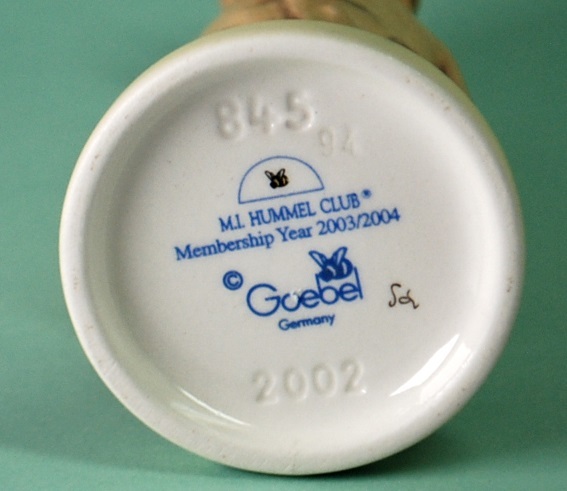 845
94
M.I. HUMMEL CLUB®
Membership Year 2003/2004
© Goebel
Germany
2002